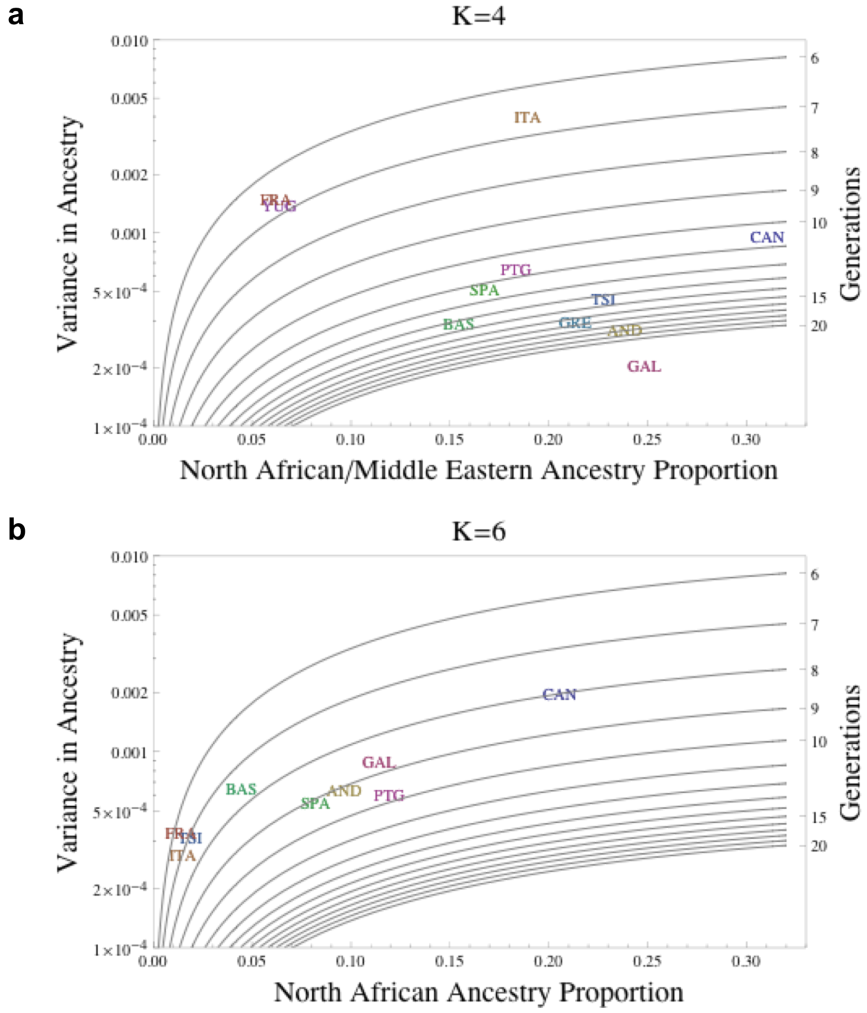 a
K=4
0.010
0.005
0.002
0.001
5×10⁻⁴
2×10⁻⁴
1×10⁻⁴
Variance in Ancestry
ITA
FRA
YUG
CAN
PTG
SPA
TSI
BAS
GRE
AND
GAL
6
7
8
9
10
15
20
Generations
0.00 0.05 0.10 0.15 0.20 0.25 0.30
North African/Middle Eastern Ancestry Proportion
b
K=6
0.010
0.005
0.002
0.001
5×10⁻⁴
2×10⁻⁴
1×10⁻⁴
Variance in Ancestry
CAN
GAL
BAS
AND
PTG
SPA
FRA
TSI
ITA
6
7
8
9
10
15
20
Generations
0.00 0.05 0.10 0.15 0.20 0.25 0.30
North African Ancestry Proportion